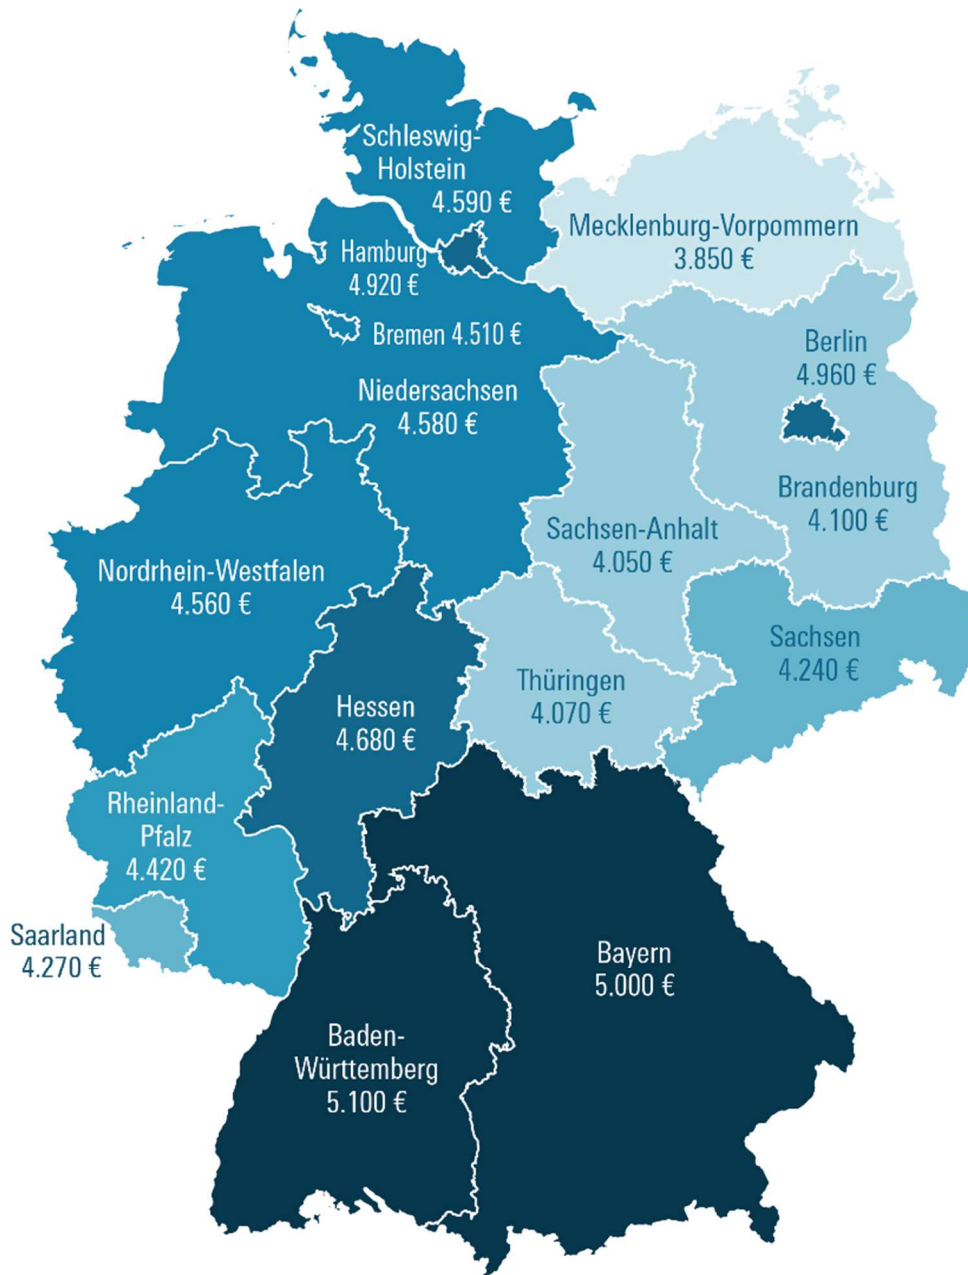 Schleswig-
Holstein
4.590 €
Mecklenburg-Vorpommern
3.850 €
Hamburg
4.920 €
Bremen 4.510 €
Berlin
4.960 €
Niedersachsen
4.580 €
Brandenburg
4.100 €
Sachsen-Anhalt
4.050 €
Nordrhein-Westfalen
4.560 €
Sachsen
4.240 €
Thüringen
4.070 €
Hessen
4.680 €
Rheinland-
Pfalz
4.420 €
Saarland
4.270 €
Bayern
5.000 €
Baden-
Württemberg
5.100 €